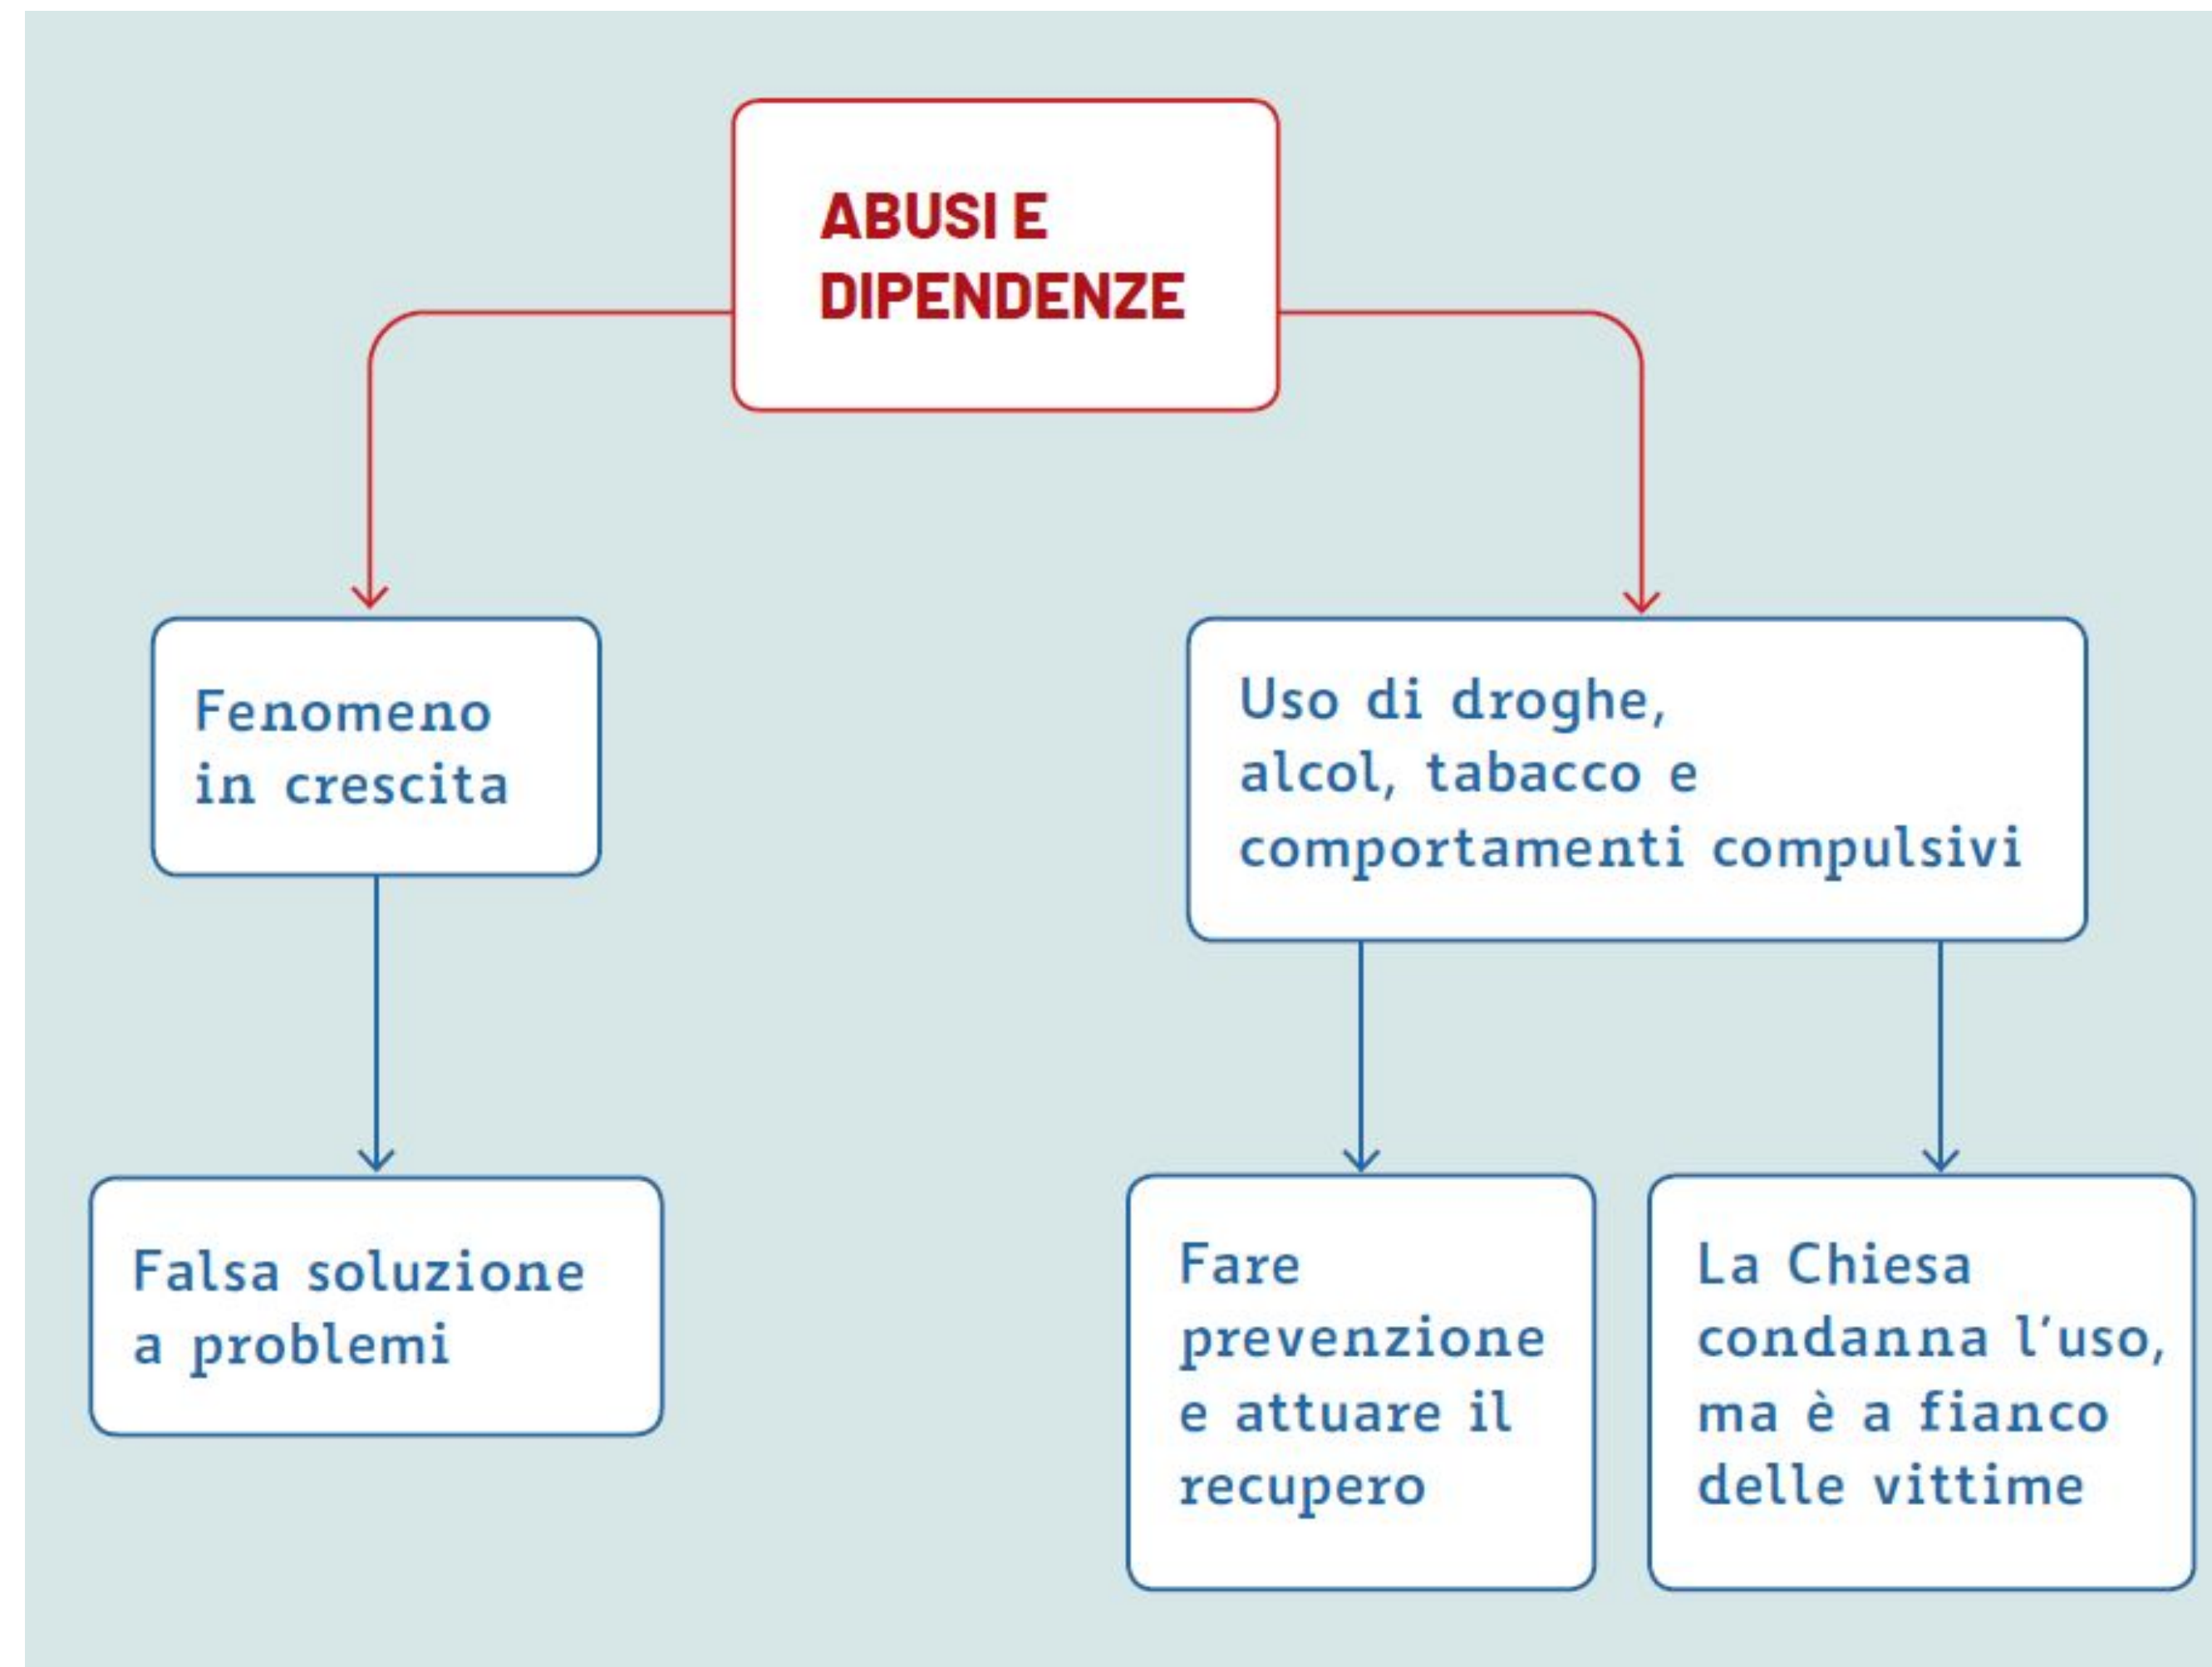 ABUSI E
DIPENDENZE
Fenomeno
in crescita
Uso di droghe,
alcol, tabacco e
comportamenti compulsivi
Falsa soluzione
a problemi
Fare
prevenzione
e attuare il
recupero
La Chiesa
condanna l'uso,
ma è a fianco
delle vittime